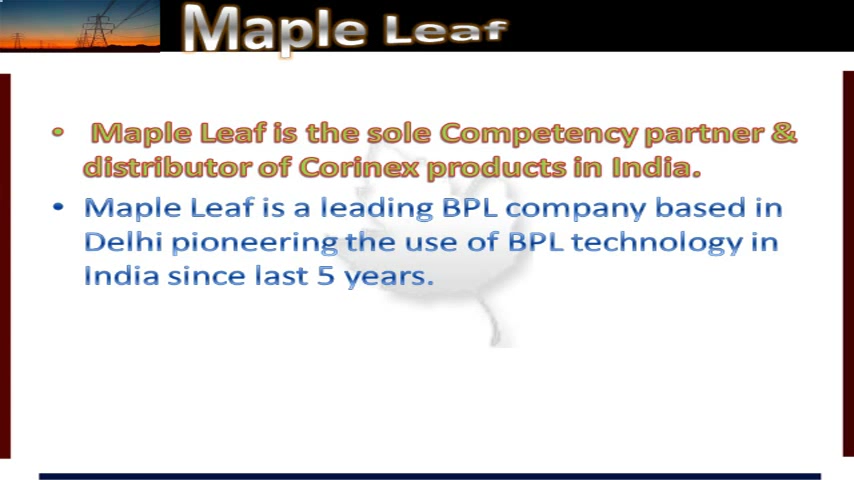 Maple Leaf
• Maple Leaf is the sole Competency partner &
distributor of Corinex products in India.
• Maple Leaf is a leading BPL company based in
Delhi pioneering the use of BPL technology in
India since last 5 years.